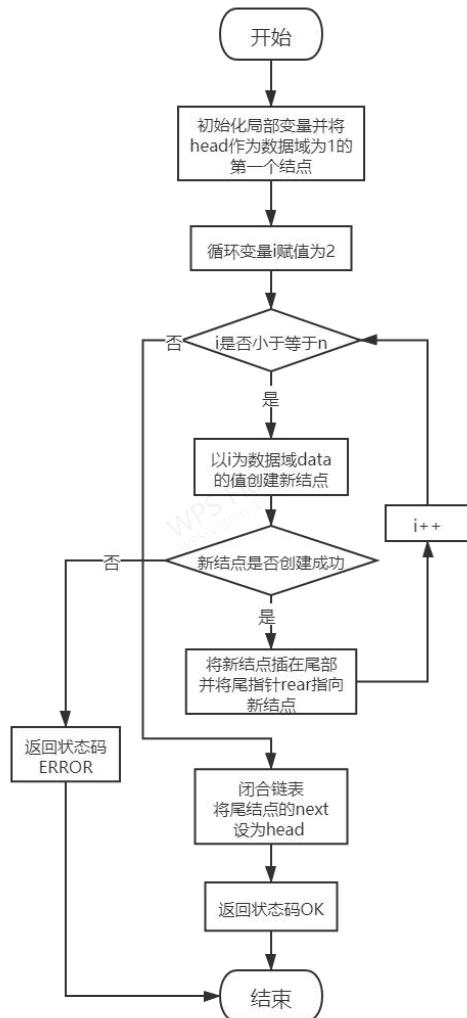 开始
初始化局部变量并将
head作为数据域为1的
第一个结点
循环变量i赋值为2
否
i是否小于等于n
是
以i为数据域data
的值创建新结点
i++
否
新结点是否创建成功
是
将新结点插在尾部
并将尾指针rear指向
新结点
返回状态码
ERROR
闭合链表
将尾结点的next
设为head
返回状态码OK
结束